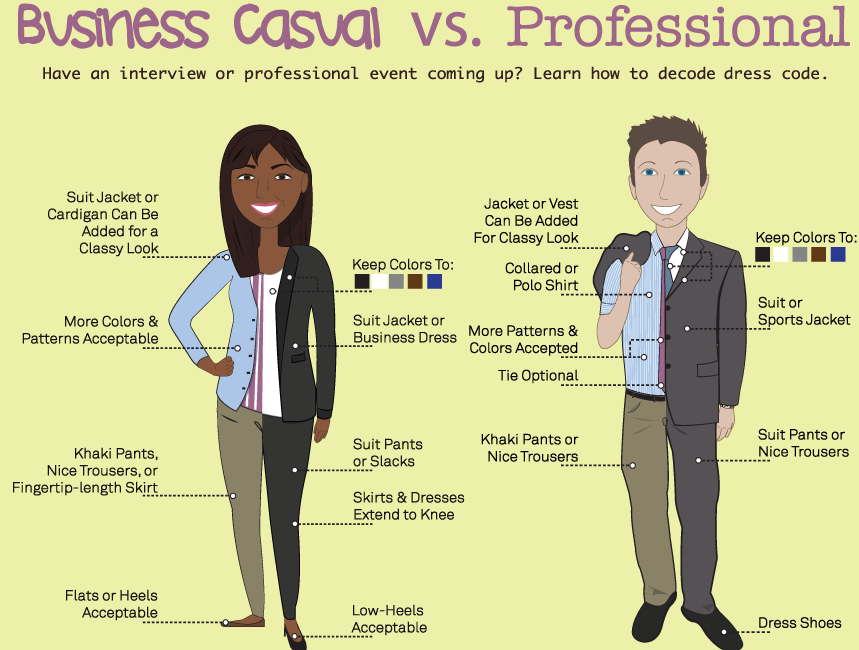 Business Casual vs. Professional
Have an interview or professional event coming up? Learn how to decode dress code.
Suit Jacket or
Cardigan Can Be
Added for a
Classy Look
More Colors &
Patterns Acceptable
Khaki Pants,
Nice Trousers, or
Fingertip-length Skirt
Flats or Heels
Acceptable
Keep Colors To:
Suit Jacket or
Business Dress
Suit Pants
or Slacks
Skirts & Dresses
Extend to Knee
Low-Heels
Acceptable
Jacket or Vest
Can Be Added
For Classy Look
Collared or
Polo Shirt
More Patterns &
Colors Accepted
Tie Optional
Khaki Pants or
Nice Trousers
Keep Colors To:
Suit or
Sports Jacket
Suit Pants or
Nice Trousers
Dress Shoes